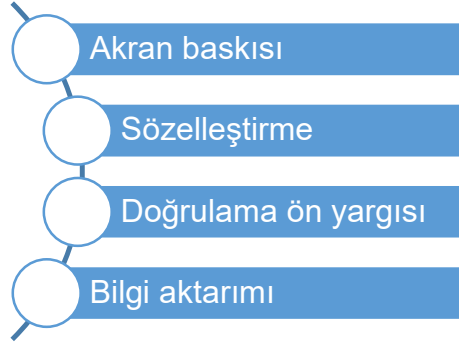 Akran baskısı
Sözelleştirme
Doğrulama ön yargısı
Bilgi aktarımı